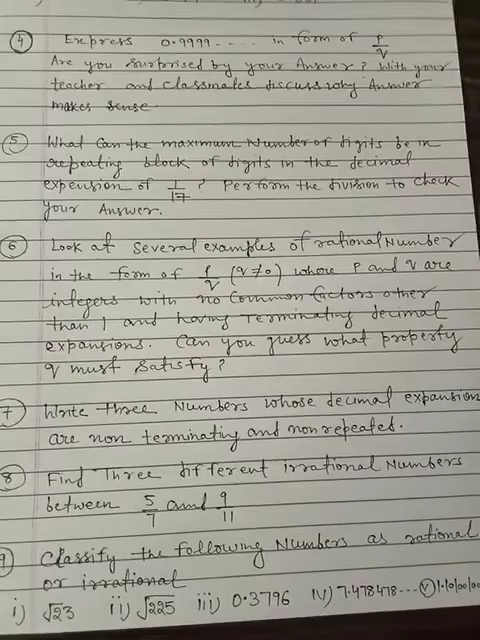 ④ Express 0.9999..... in form of p/q
Are you surprised by your Answer? With your
teacher and classmates discuss why Answer
makes sense.
⑤ What can the maximum Number of digits be in
repeating block of digits in the decimal
expension of 1/17? Perform the division to check
your Answer.
⑥ Look at several examples of rational Number
in the form of p/q (q≠0) whose p and q are
integers with no common factors other
than 1 and having terminating decimal
expansions. Can you guess what property
q must satisfy?
⑦ Write three Numbers whose decimal expansion
are non terminating and non repeated.
⑧ Find Three different irrational Numbers
between 5/7 and 9/11
⑨ Classify the following Numbers as rational
or irrational
i) √23 ii) √225 iii) 0.3796 iv) 7.478478... ⓥ 1.10100100